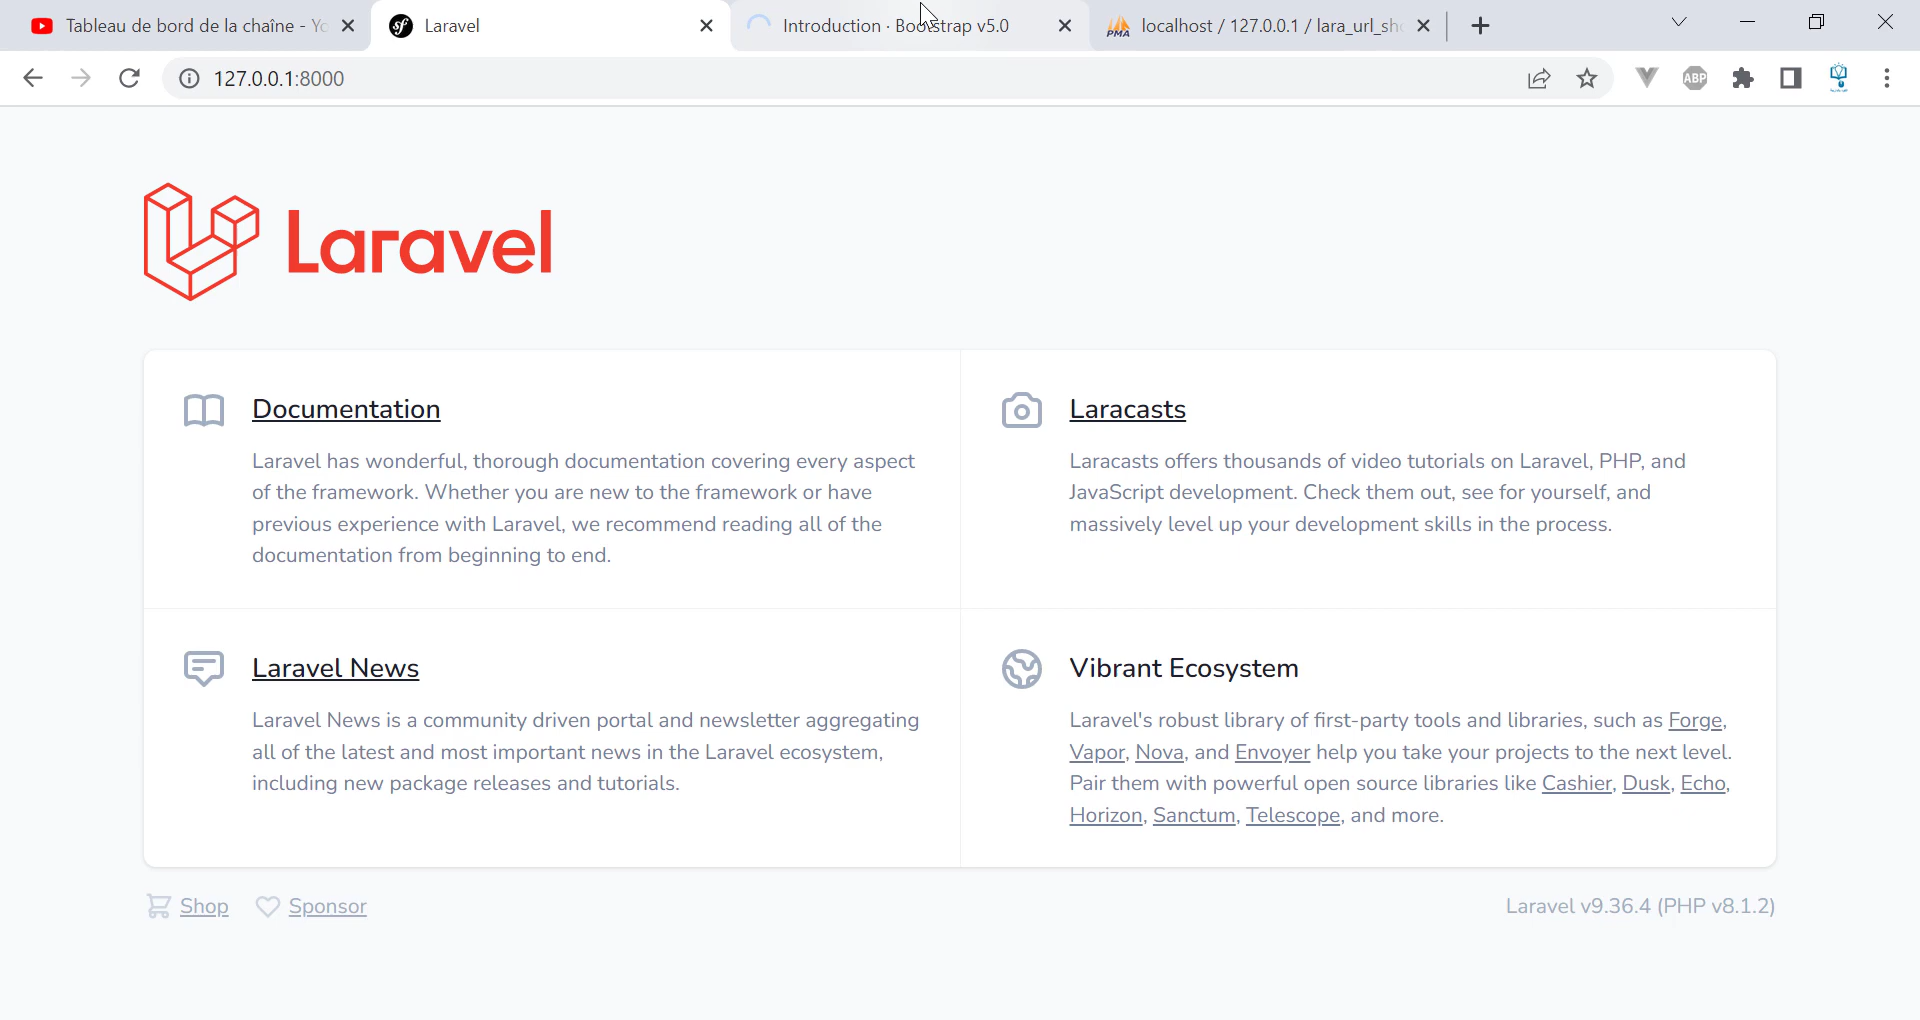 Tableau de bord de la chaîne - Yo
Laravel
Introduction · Bootstrap v5.0
PMA
localhost / 127.0.0.1 / lara_url_sho
127.0.0.1:8000
ABP
Laravel
Documentation
Laravel has wonderful, thorough documentation covering every aspect
of the framework. Whether you are new to the framework or have
previous experience with Laravel, we recommend reading all of the
documentation from beginning to end.
Laracasts
Laracasts offers thousands of video tutorials on Laravel, PHP, and
JavaScript development. Check them out, see for yourself, and
massively level up your development skills in the process.
Laravel News
Laravel News is a community driven portal and newsletter aggregating
all of the latest and most important news in the Laravel ecosystem,
including new package releases and tutorials.
Vibrant Ecosystem
Laravel's robust library of first-party tools and libraries, such as Forge,
Vapor, Nova, and Envoyer help you take your projects to the next level.
Pair them with powerful open source libraries like Cashier, Dusk, Echo,
Horizon, Sanctum, Telescope, and more.
Shop
Sponsor
Laravel v9.36.4 (PHP v8.1.2)